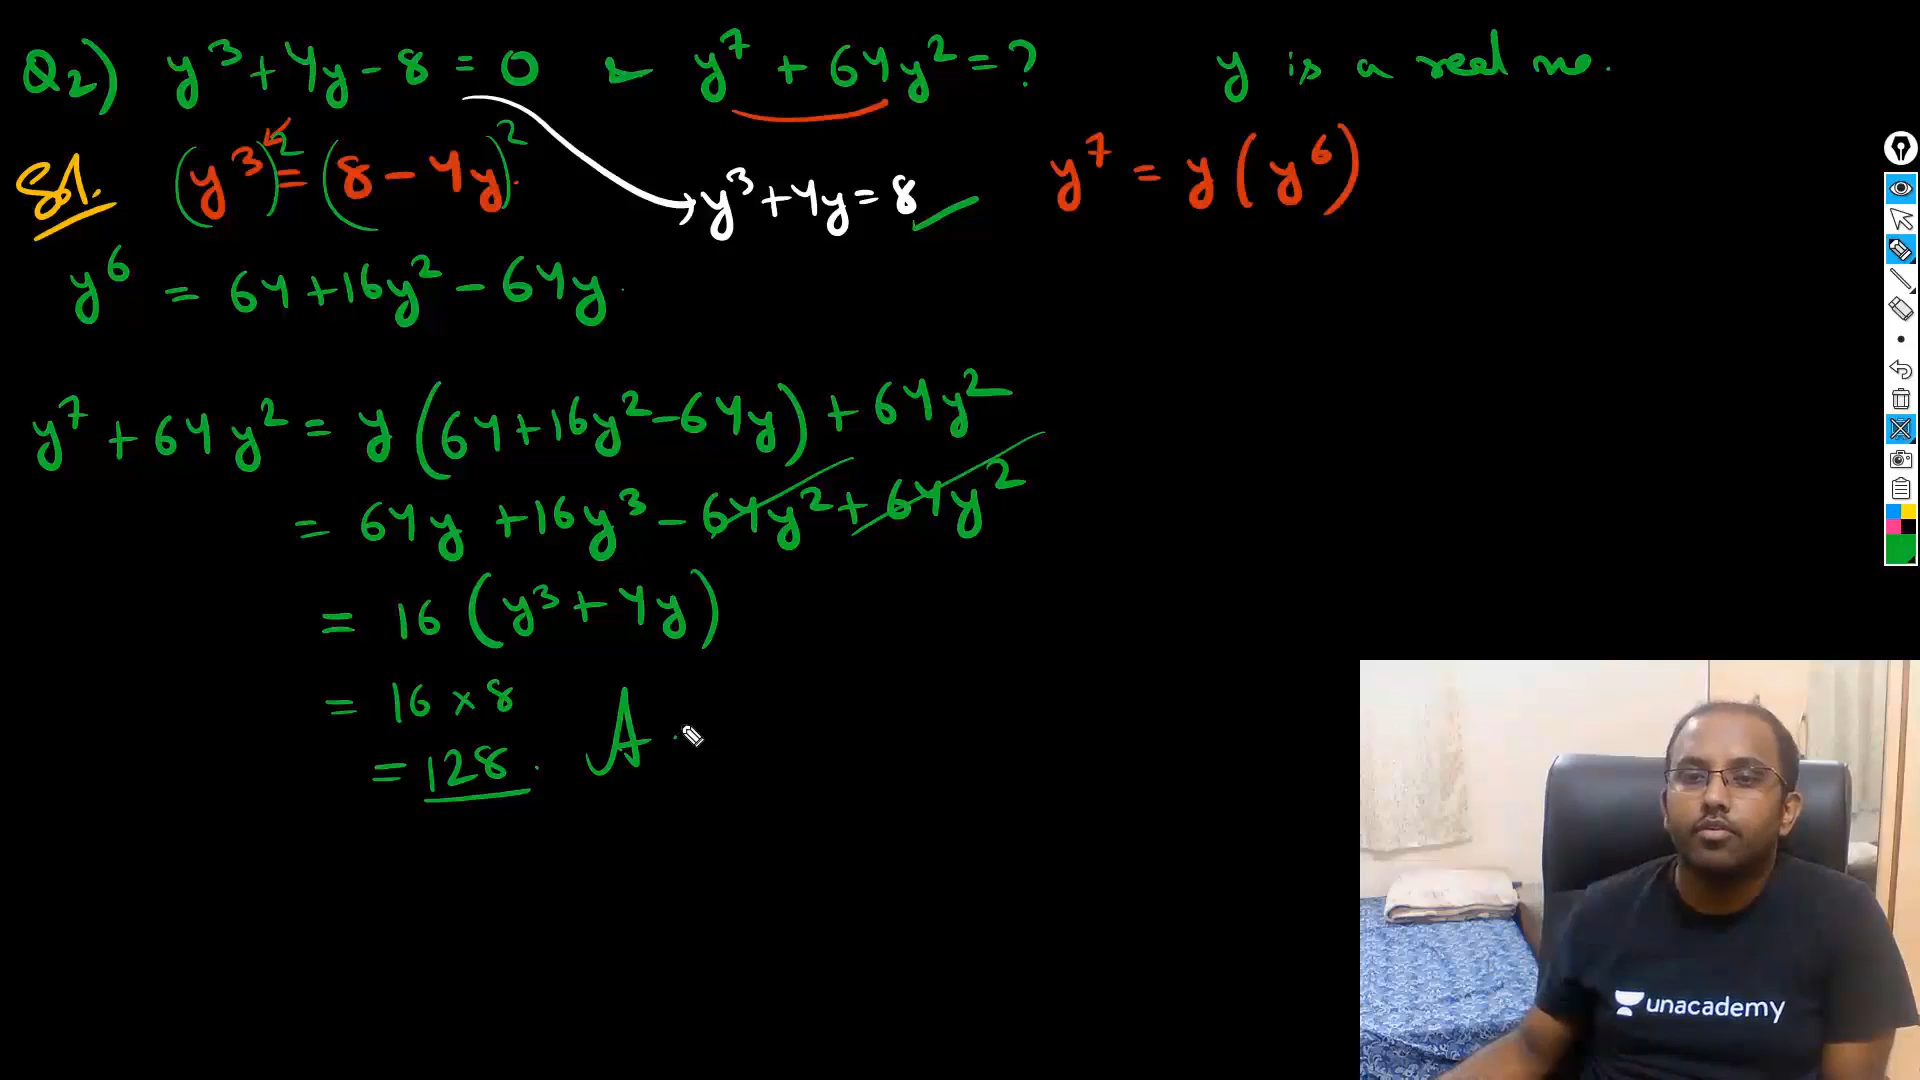 Q2) y³ + 4y - 8 = 0 & y⁷ + 64y² = ? y is a real no.
Sol. (y³)² = (8 - 4y)².
y³ + 4y = 8
y⁷ = y(y⁶)
y⁶ = 64 + 16y² - 64y.
y⁷ + 64y² = y(64 + 16y² - 64y) + 64y²
= 64y + 16y³ - 64y² + 64y²
= 16(y³ + 4y)
= 16 × 8
= 128. A
unacademy